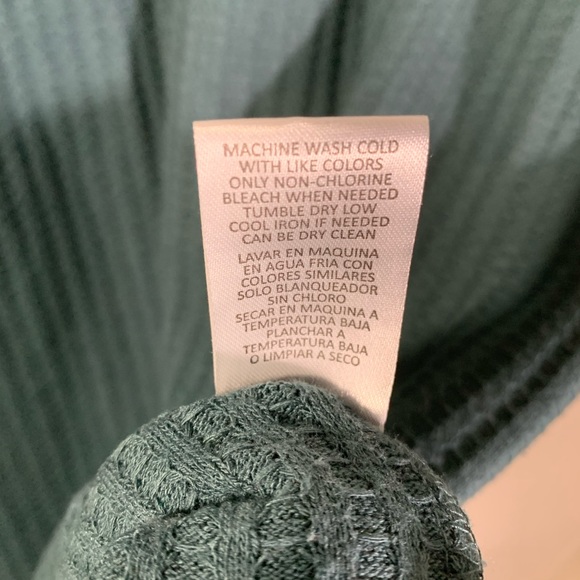 MACHINE WASH COLD
WITH LIKE COLORS
ONLY NON-CHLORINE
BLEACH WHEN NEEDED
TUMBLE DRY LOW
COOL IRON IF NEEDED
CAN BE DRY CLEAN
LAVAR EN MAQUINA
EN AGUA FRIA CON
COLORES SIMILARES
SOLO BLANQUEADOR
SIN CHLORO
SECAR EN MAQUINA A
TEMPERATURA BAJA
PLANCHAR A
TEMPERATURA BAJA
O LIMPIAR A SECO